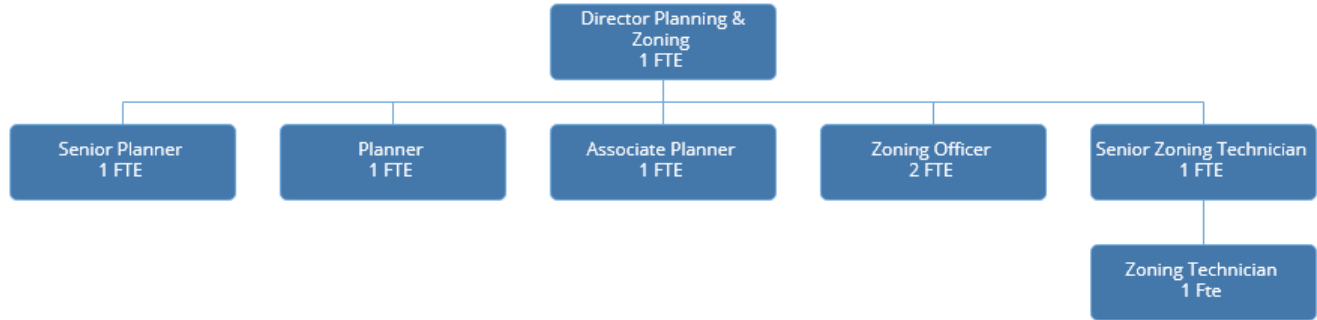 Director Planning &
Zoning
1 FTE
Senior Planner
1 FTE
Planner
1 FTE
Associate Planner
1 FTE
Zoning Officer
2 FTE
Senior Zoning Technician
1 FTE
Zoning Technician
1 Fte